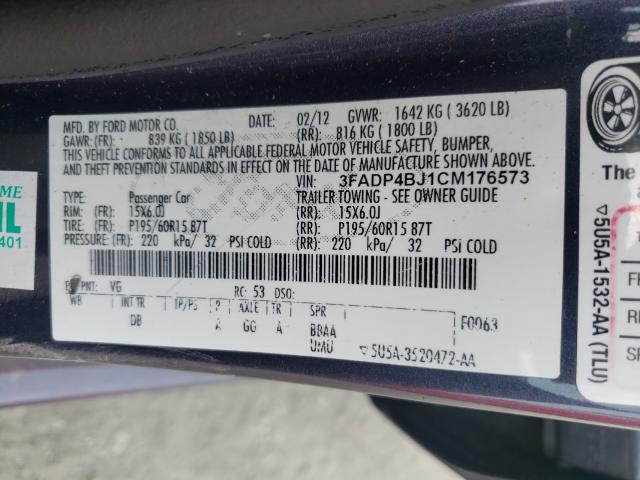 MFD. BY FORD MOTOR CO. DATE: 02/12 GVWR: 1642 KG ( 3620 LB)
GAWR: (FR): 839 KG ( 1850 LB) (RR): 816 KG ( 1800 LB)
THIS VEHICLE CONFORMS TO ALL APPLICABLE FEDERAL MOTOR VEHICLE SAFETY, BUMPER,
AND THEFT PREVENTION STANDARDS IN EFFECT ON THE DATE OF MANUFACTURE SHOWN ABOVE.
VIN: 3FADP4BJ1CM176573
TYPE: Passenger Car TRAILER TOWING - SEE OWNER GUIDE
RIM: (FR): 15X6.0J (RR): 15X6.0J
TIRE: (FR): P195/60R15 87T (RR): P195/60R15 87T
PRESSURE: (FR): 220 kPa/ 32 PSI COLD (RR): 220 kPa/ 32 PSi COLD
PNT: VG RC: 53 DSO:
WB INT TR TP/PS R AXLE TR SPR F0063
DB A GG A BBAA
UMU ▽5U5A-3520472-AA
OME
IL
401
The
▽5U5A-1532-AA (TLU)